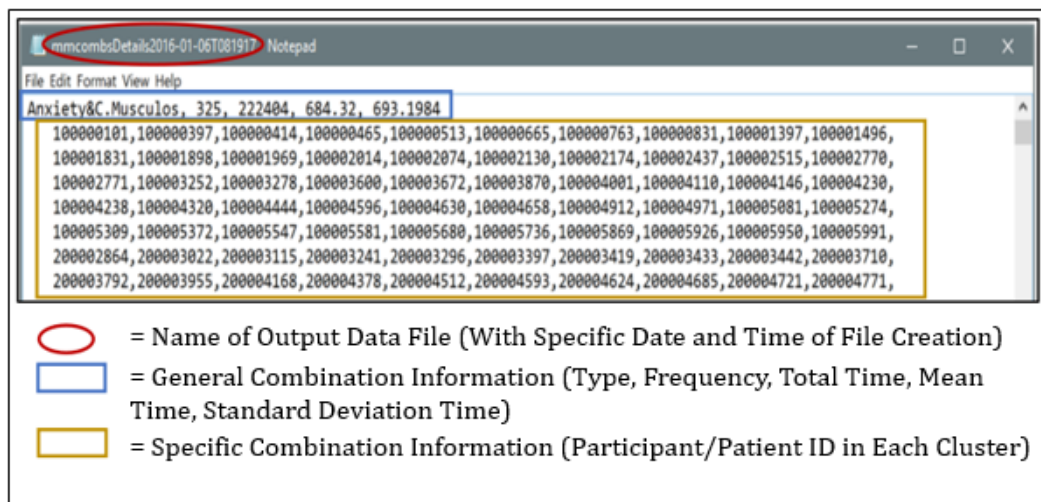 mmcombsDetails2016-01-06T081917 - Notepad
File Edit Format View Help
Anxiety&C.Musculos, 325, 222404, 684.32, 693.1984
100000101,100000397,100000414,100000465,100000513,100000665,100000763,100000831,100001397,100001496,
100001831,100001898,100001969,100002014,100002074,100002130,100002174,100002437,100002515,100002770,
100002771,100003252,100003278,100003600,100003672,100003870,100004001,100004110,100004146,100004230,
100004238,100004320,100004444,100004596,100004630,100004658,100004912,100004971,100005081,100005274,
100005309,100005372,100005547,100005581,100005680,100005736,100005869,100005926,100005950,100005991,
200002864,200003022,200003115,200003241,200003296,200003397,200003419,200003433,200003442,200003710,
200003792,200003955,200004168,200004378,200004512,200004593,200004624,200004685,200004721,200004771,
= Name of Output Data File (With Specific Date and Time of File Creation)
= General Combination Information (Type, Frequency, Total Time, Mean
Time, Standard Deviation Time)
= Specific Combination Information (Participant/Patient ID in Each Cluster)